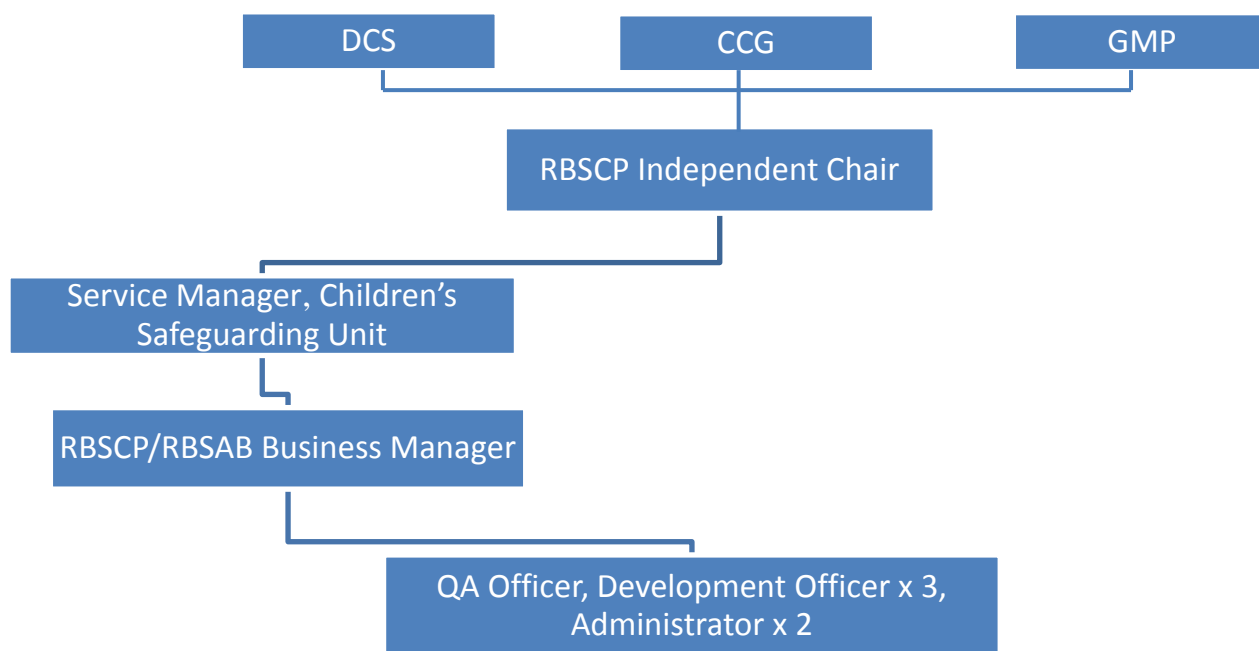 DCS
CCG
GMP
RBSCP Independent Chair
Service Manager, Children’s
Safeguarding Unit
RBSCP/RBSAB Business Manager
QA Officer, Development Officer x 3,
Administrator x 2